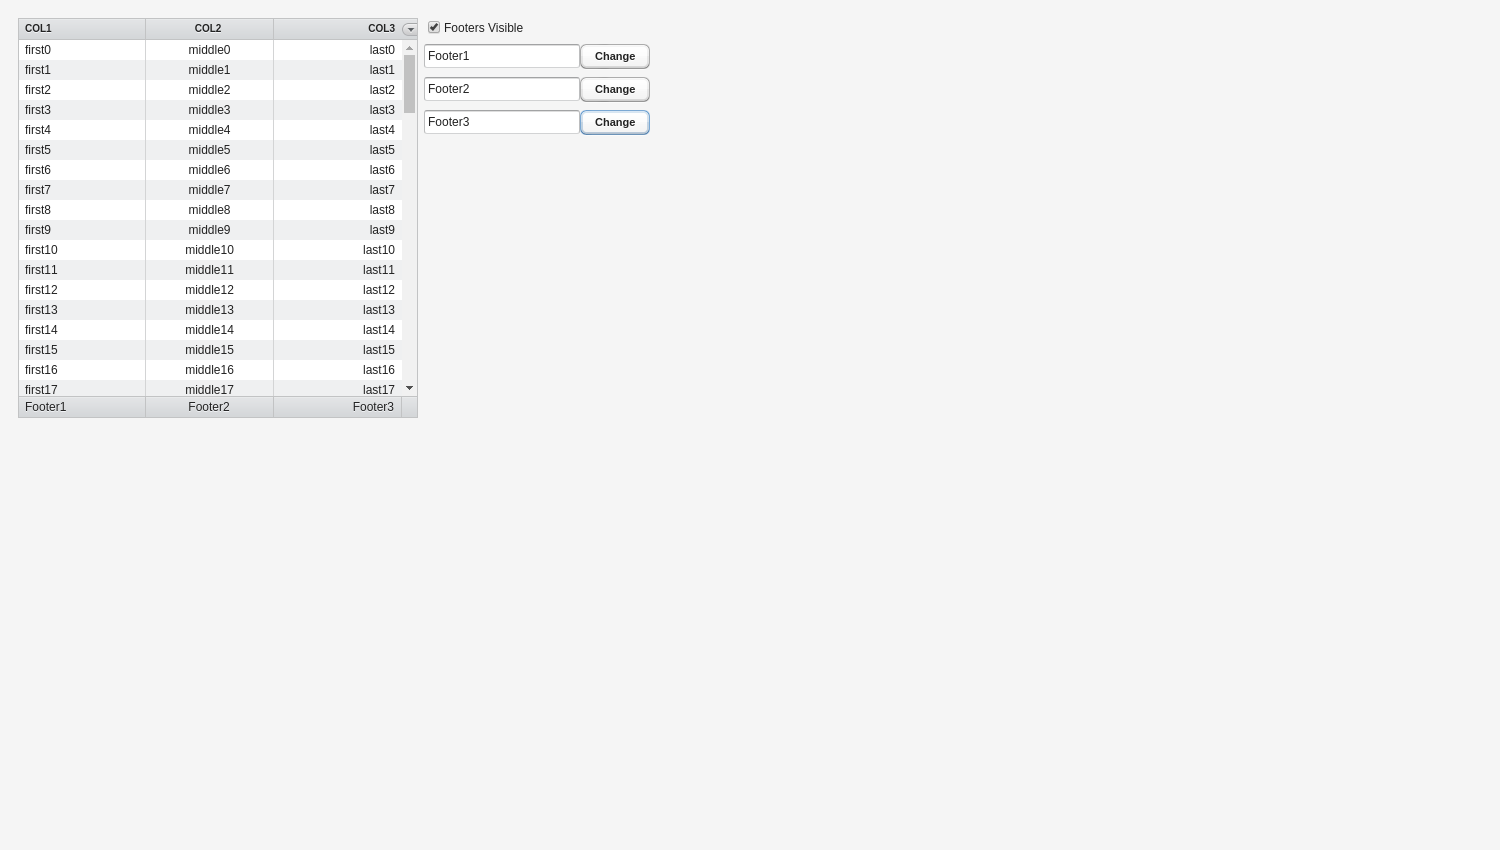 COL1 COL2 COL3
first0 middle0 last0
first1 middle1 last1
first2 middle2 last2
first3 middle3 last3
first4 middle4 last4
first5 middle5 last5
first6 middle6 last6
first7 middle7 last7
first8 middle8 last8
first9 middle9 last9
first10 middle10 last10
first11 middle11 last11
first12 middle12 last12
first13 middle13 last13
first14 middle14 last14
first15 middle15 last15
first16 middle16 last16
first17 middle17 last17
Footer1 Footer2 Footer3
Footers Visible
Footer1 Change
Footer2 Change
Footer3 Change